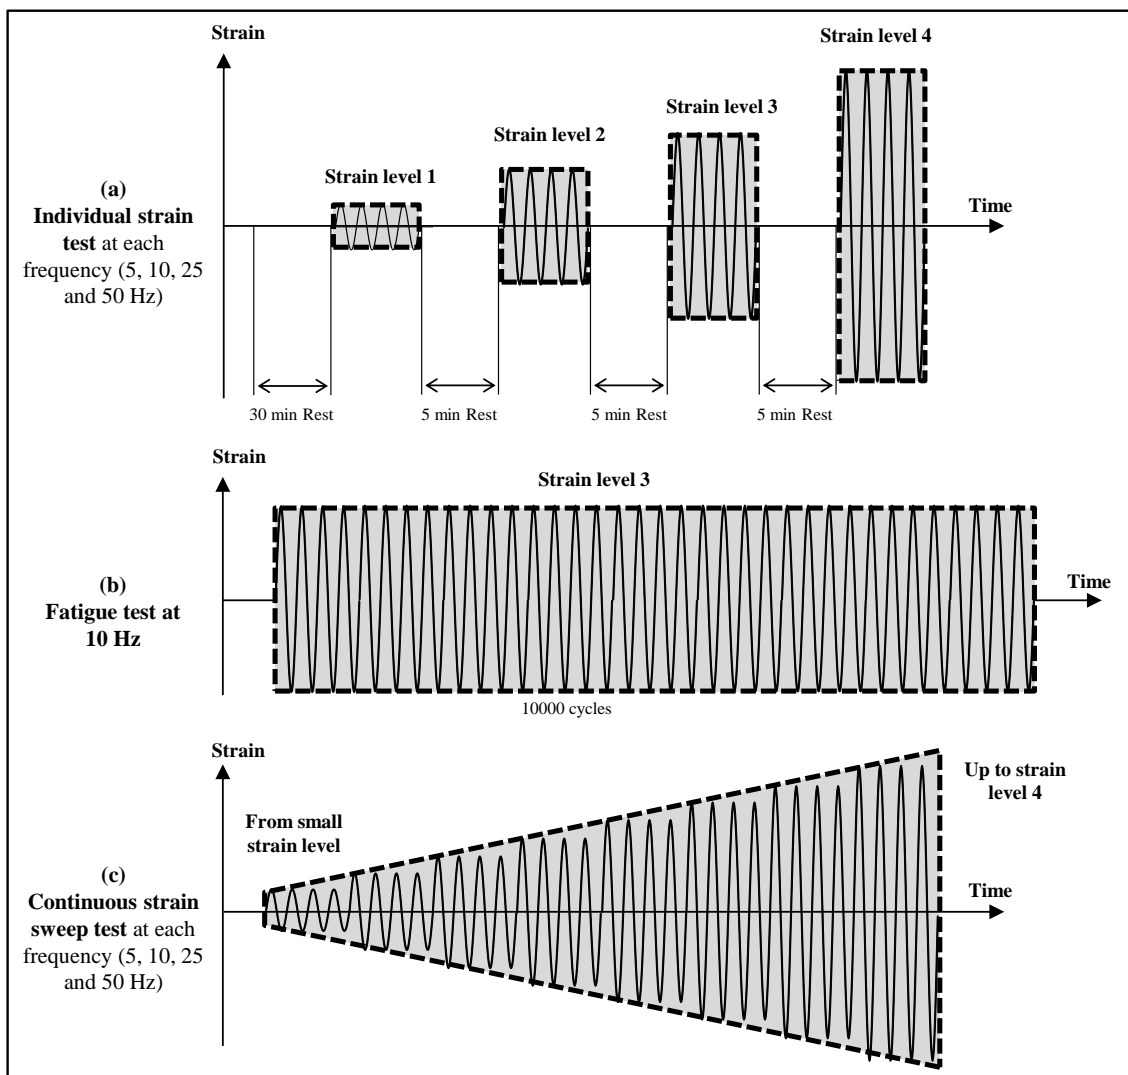 Strain
Strain level 4
Strain level 3
Strain level 2
Strain level 1
(a)
Individual strain
test at each
frequency (5, 10, 25
and 50 Hz)
Time
30 min Rest
5 min Rest
5 min Rest
5 min Rest
Strain
Strain level 3
(b)
Fatigue test at
10 Hz
Time
10000 cycles
Strain
Up to strain
level 4
From small
strain level
(c)
Continuous strain
sweep test at each
frequency (5, 10, 25
and 50 Hz)
Time